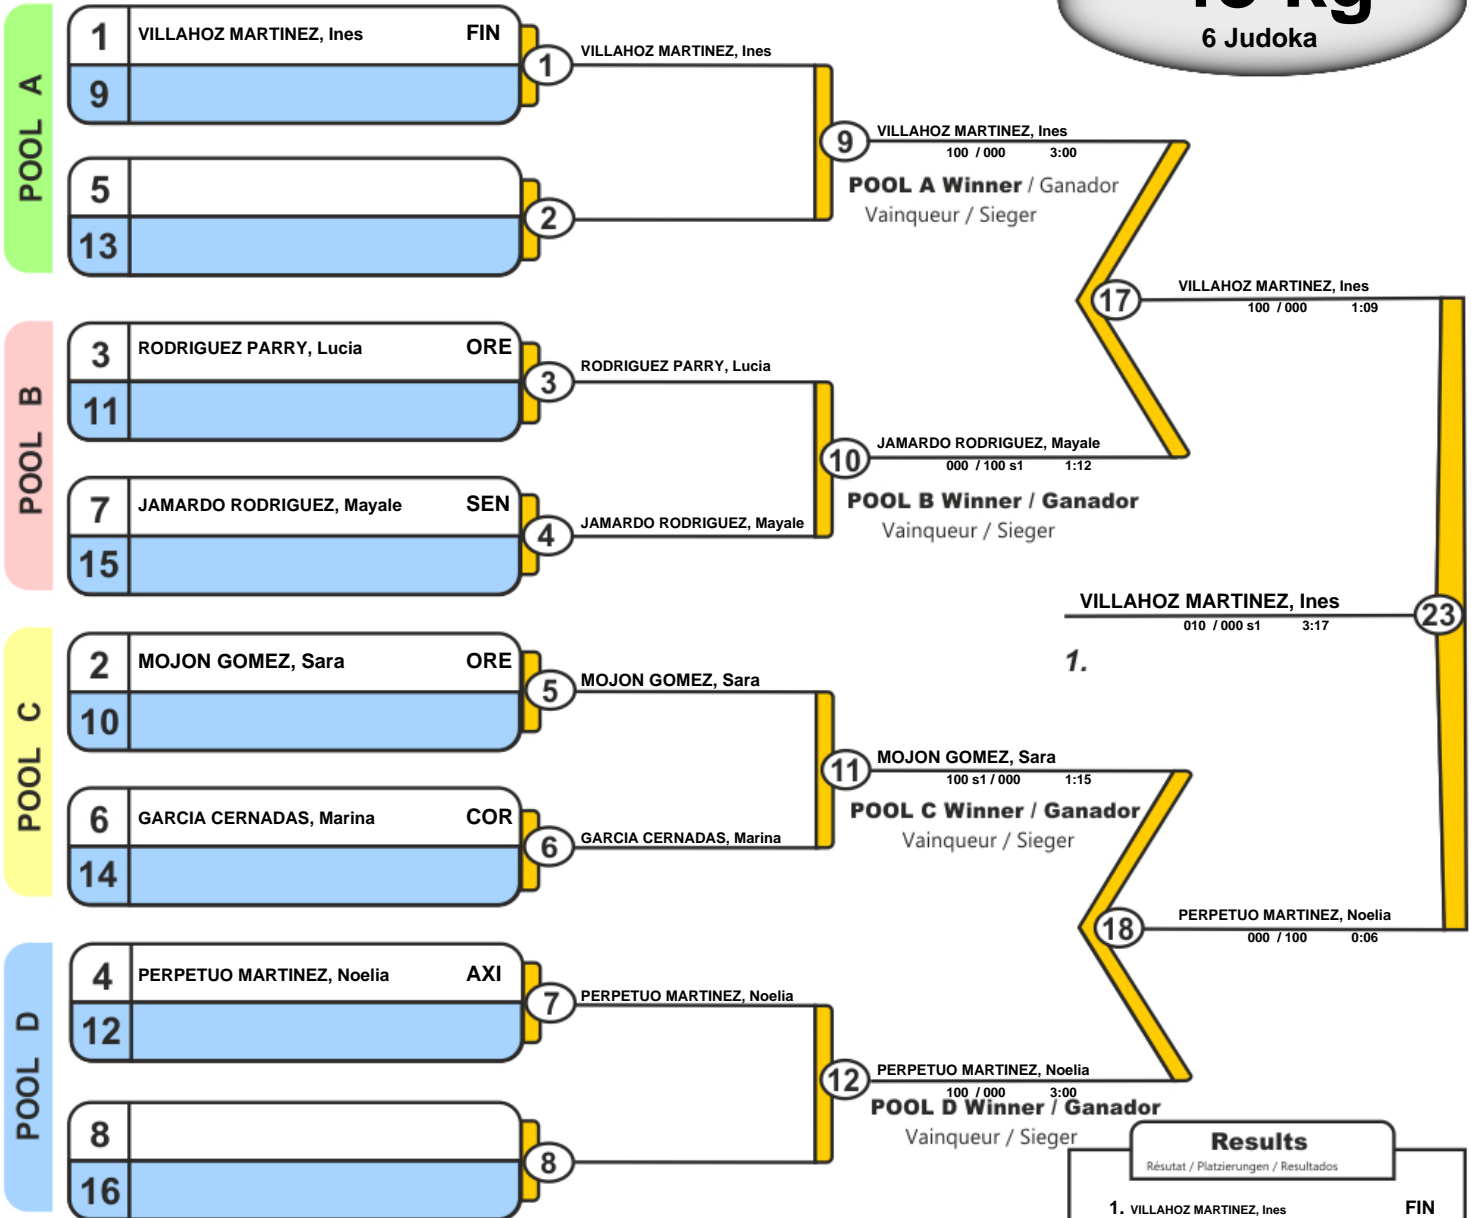 6 Judoka
POOL A
1 VILLAHOZ MARTINEZ, Ines FIN
9
1
VILLAHOZ MARTINEZ, Ines
5
13
2
9
VILLAHOZ MARTINEZ, Ines
100 / 000 3:00
POOL A Winner / Ganador
Vainqueur / Sieger
POOL B
3 RODRIGUEZ PARRY, Lucia ORE
11
3
RODRIGUEZ PARRY, Lucia
7 JAMARDO RODRIGUEZ, Mayale SEN
15
4
JAMARDO RODRIGUEZ, Mayale
10
JAMARDO RODRIGUEZ, Mayale
000 / 100 s1 1:12
POOL B Winner / Ganador
Vainqueur / Sieger
17
VILLAHOZ MARTINEZ, Ines
100 / 000 1:09
VILLAHOZ MARTINEZ, Ines
23
010 / 000 s1 3:17
1.
POOL C
2 MOJON GOMEZ, Sara ORE
10
5
MOJON GOMEZ, Sara
6 GARCIA CERNADAS, Marina COR
14
6
GARCIA CERNADAS, Marina
11
MOJON GOMEZ, Sara
100 s1 / 000 1:15
POOL C Winner / Ganador
Vainqueur / Sieger
18
PERPETUO MARTINEZ, Noelia
000 / 100 0:06
POOL D
4 PERPETUO MARTINEZ, Noelia AXI
12
7
PERPETUO MARTINEZ, Noelia
8
16
8
12
PERPETUO MARTINEZ, Noelia
100 / 000 3:00
POOL D Winner / Ganador
Vainqueur / Sieger
Results
Résutat / Platzierungen / Resultados
1. VILLAHOZ MARTINEZ, Ines FIN